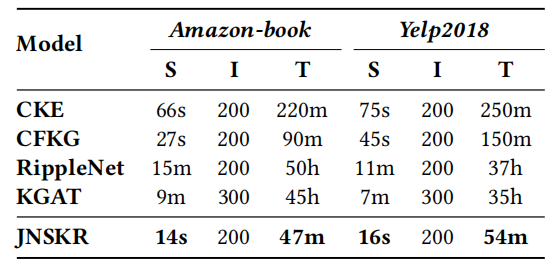 Model Amazon-book Yelp2018
S I T S I T
CKE 66s 200 220m 75s 200 250m
CFKG 27s 200 90m 45s 200 150m
RippleNet 15m 200 50h 11m 200 37h
KGAT 9m 300 45h 7m 300 35h
JNSKR 14s 200 47m 16s 200 54m